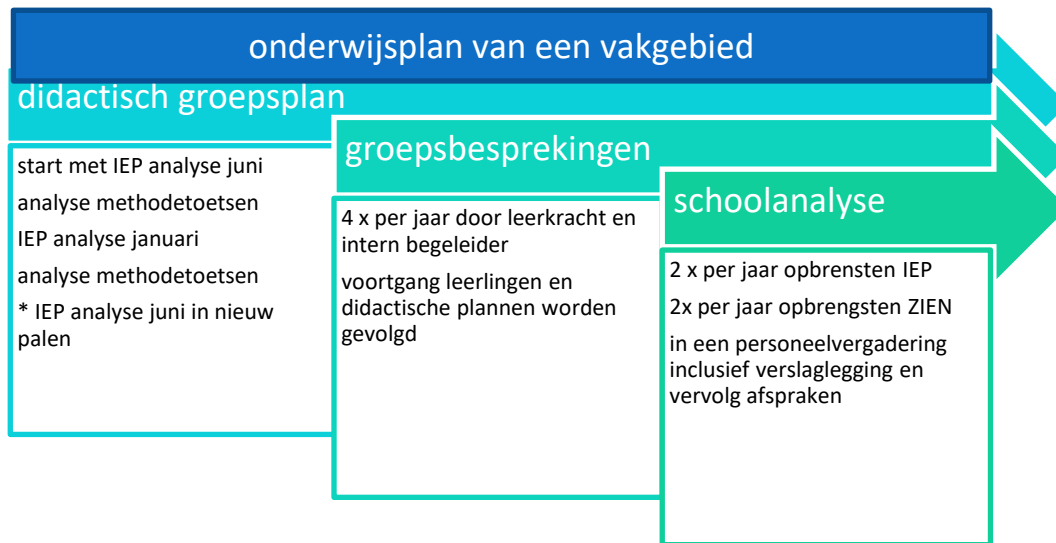 onderwijsplan van een vakgebied
didactisch groepsplan
start met IEP analyse juni
analyse methodetoetsen
IEP analyse januari
analyse methodetoetsen
* IEP analyse juni in nieuw
palen
groepsbesprekingen
4 x per jaar door leerkracht en
intern begeleider
voortgang leerlingen en
didactische plannen worden
gevolgd
schoolanalyse
2 x per jaar opbrensten IEP
2x per jaar opbrengsten ZIEN
in een personeelvergadering
inclusief verslaglegging en
vervolg afspraken